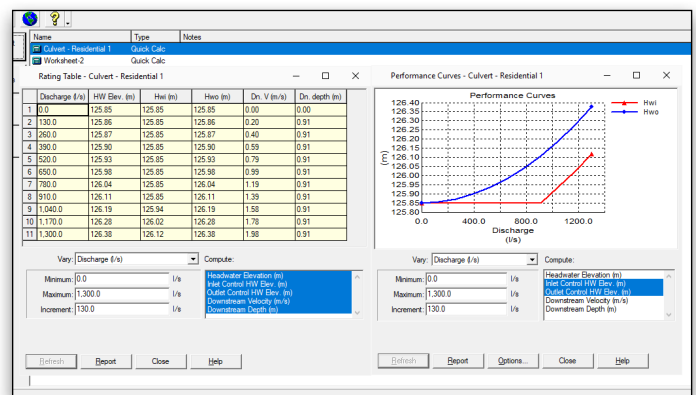 Name Type Notes
Culvert - Residential 1 Quick Calc
Worksheet-2 Quick Calc
Rating Table - Culvert - Residential 1
Discharge (l/s) HW Elev. (m) Hwi (m) Hwo (m) Dn. V (m/s) Dn. depth (m)
1 0.0 125.85 125.85 125.85 0.00 0.00
2 130.0 125.86 125.85 125.86 0.20 0.91
3 260.0 125.87 125.85 125.87 0.40 0.91
4 390.0 125.90 125.85 125.90 0.59 0.91
5 520.0 125.93 125.85 125.93 0.79 0.91
6 650.0 125.98 125.85 125.98 0.99 0.91
7 780.0 126.04 125.85 126.04 1.19 0.91
8 910.0 126.11 125.85 126.11 1.39 0.91
9 1,040.0 126.19 125.94 126.19 1.58 0.91
10 1,170.0 126.28 126.02 126.28 1.78 0.91
11 1,300.0 126.38 126.12 126.38 1.98 0.91
Vary: Discharge (l/s) Compute:
Minimum: 0.0 l/s
Maximum: 1,300.0 l/s
Increment: 130.0 l/s
Headwater Elevation (m)
Inlet Control HW Elev. (m)
Outlet Control HW Elev. (m)
Downstream Velocity (m/s)
Downstream Depth (m)
Refresh Report Close Help
Performance Curves - Culvert - Residential 1
Performance Curves
126.40
126.35
126.30
126.25
126.20
126.15
126.10
126.05
126.00
125.95
125.90
125.85
125.80
(m)
0.0 400.0 800.0 1200.0
Discharge
(l/s)
Hwi
Hwo
Vary: Discharge (l/s) Compute:
Minimum: 0.0 l/s
Maximum: 1,300.0 l/s
Increment: 130.0 l/s
Headwater Elevation (m)
Inlet Control HW Elev. (m)
Outlet Control HW Elev. (m)
Downstream Velocity (m/s)
Downstream Depth (m)
Refresh Report Options... Close Help